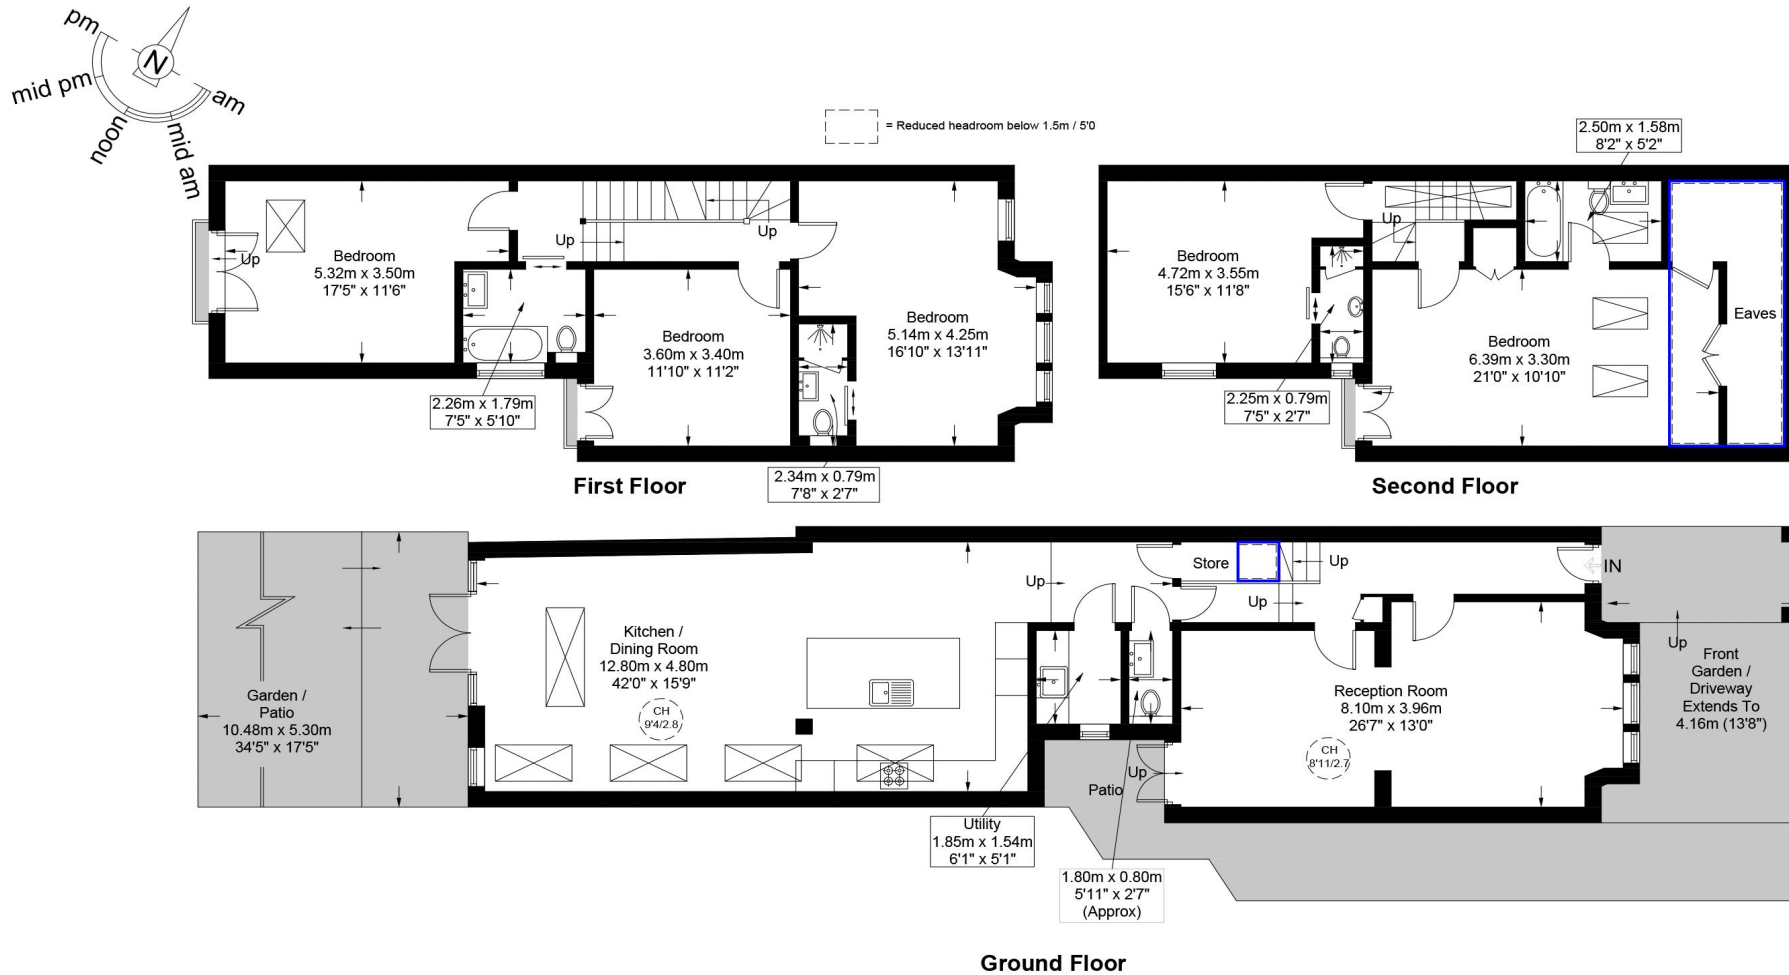 pm
N
mid pm
am
noon
mid am
= Reduced headroom below 1.5m / 5'0
2.50m x 1.58m
8'2" x 5'2"
Up
Bedroom
5.32m x 3.50m
17'5" x 11'6"
Up
Up
Bedroom
3.60m x 3.40m
11'10" x 11'2"
Bedroom
5.14m x 4.25m
16'10" x 13'11"
2.26m x 1.79m
7'5" x 5'10"
2.34m x 0.79m
7'8" x 2'7"
First Floor
Bedroom
4.72m x 3.55m
15'6" x 11'8"
Up
Bedroom
6.39m x 3.30m
21'0" x 10'10"
Eaves
2.25m x 0.79m
7'5" x 2'7"
Second Floor
Garden /
Patio
10.48m x 5.30m
34'5" x 17'5"
Kitchen /
Dining Room
12.80m x 4.80m
42'0" x 15'9"
CH
9'4/2.8
Up
Store
Up
Up
IN
Reception Room
8.10m x 3.96m
26'7" x 13'0"
CH
8'11/2.7
Up
Front
Garden /
Driveway
Extends To
4.16m (13'8")
Up
Patio
Utility
1.85m x 1.54m
6'1" x 5'1"
1.80m x 0.80m
5'11" x 2'7"
(Approx)
Ground Floor